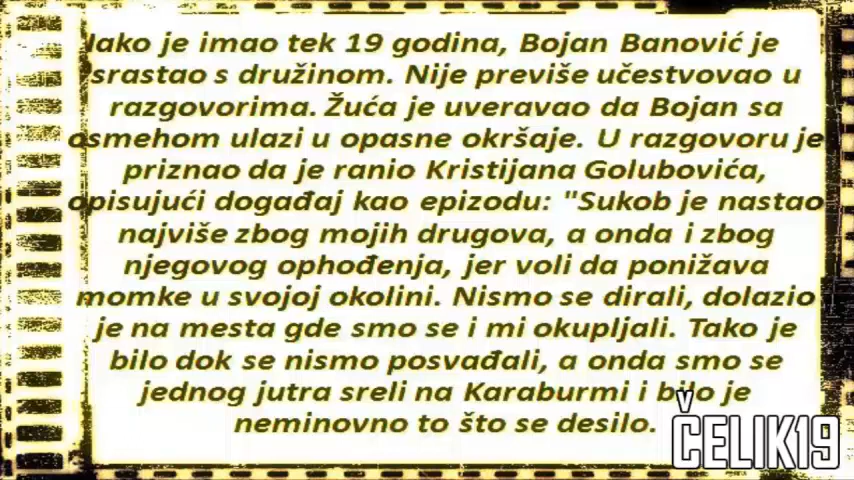 Iako je imao tek 19 godina, Bojan Banović je
srastao s družinom. Nije previše učestvovao u
razgovorima. Žuća je uveravao da Bojan sa
osmehom ulazi u opasne okršaje. U razgovoru je
priznao da je ranio Kristijana Golubovića,
opisujući događaj kao epizodu: "Sukob je nastao
najviše zbog mojih drugova, a onda i zbog
njegovog ophođenja, jer voli da ponižava
momke u svojoj okolini. Nismo se dirali, dolazio
je na mesta gde smo se i mi okupljali. Tako je
bilo dok se nismo posvađali, a onda smo se
jednog jutra sreli na Karaburmi i bilo je
neminovno to što se desilo.
ČELIK19